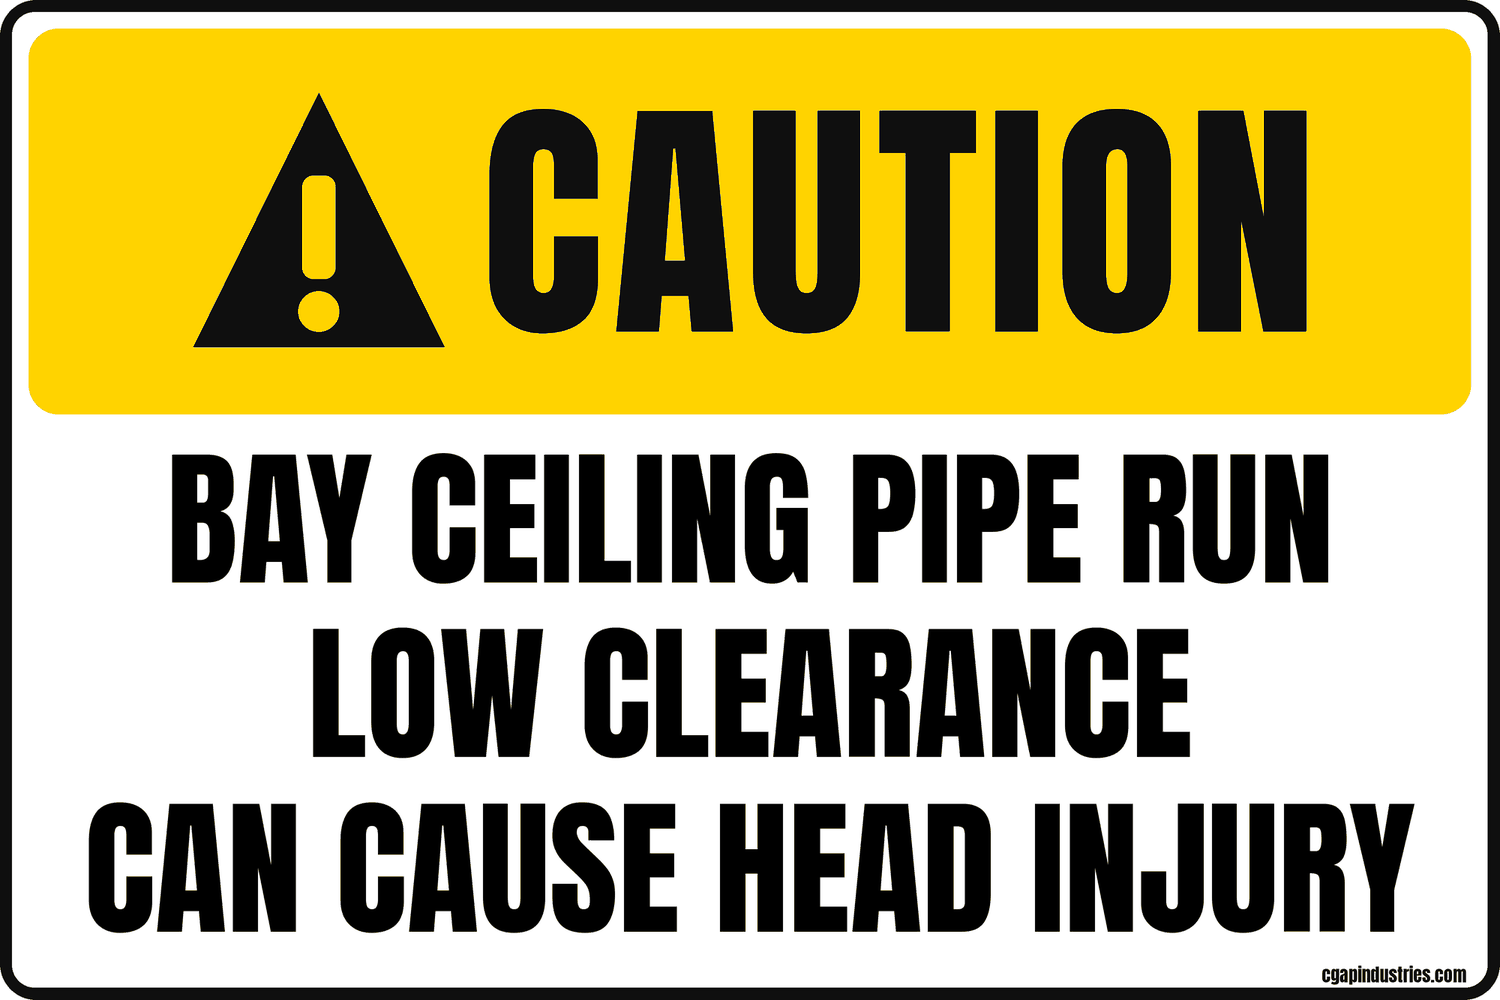 CAUTION
BAY CEILING PIPE RUN
LOW CLEARANCE
CAN CAUSE HEAD INJURY
cgapindustries.com